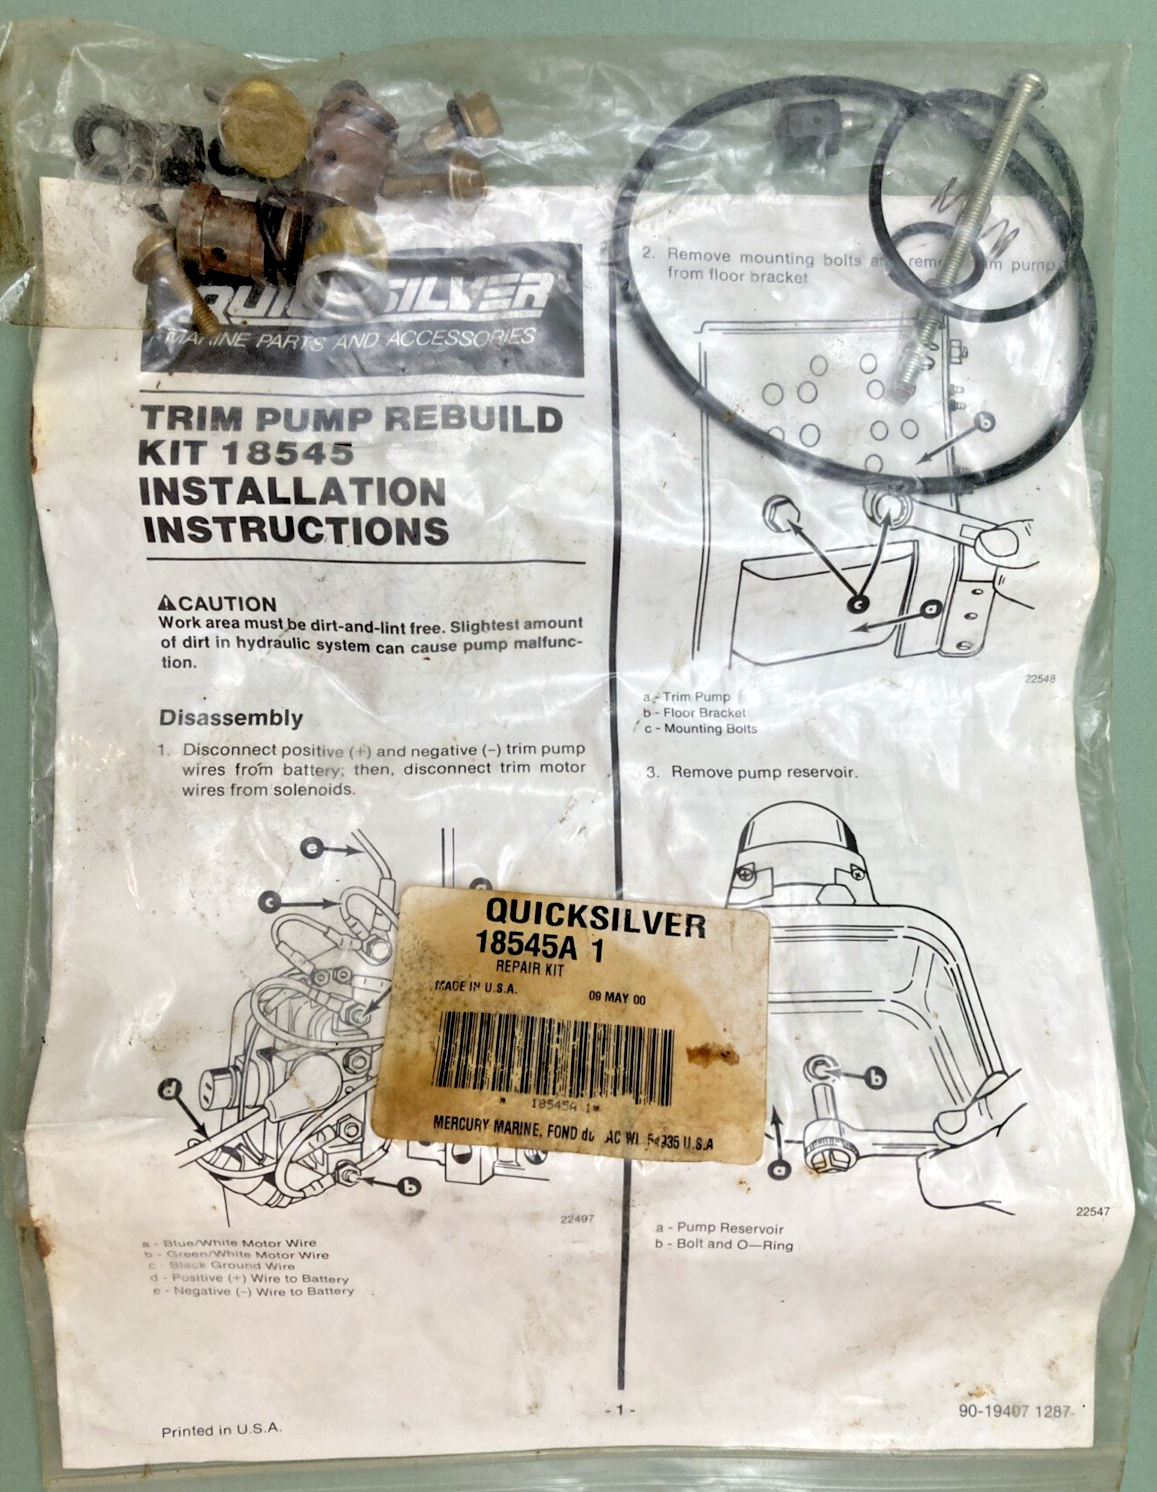 QUICKSILVER
MARINE PARTS AND ACCESSORIES
TRIM PUMP REBUILD
KIT 18545
INSTALLATION
INSTRUCTIONS
CAUTION
Work area must be dirt-and-lint free. Slightest amount
of dirt in hydraulic system can cause pump malfunc-
tion.
Disassembly
1. Disconnect positive (+) and negative (−) trim pump
wires from battery; then, disconnect trim motor
wires from solenoids.
e
c
d
b
22497
a - Blue/White Motor Wire
b - Green/White Motor Wire
c - Black Ground Wire
d - Positive (+) Wire to Battery
e - Negative (−) Wire to Battery
Printed in U.S.A.
2. Remove mounting bolts pump
from floor bracket
b
c
a
22548
a - Trim Pump
b - Floor Bracket
c - Mounting Bolts
3. Remove pump reservoir.
b
a
22547
a - Pump Reservoir
b - Bolt and O—Ring
- 1 -
90-19407 1287
QUICKSILVER
18545A 1
REPAIR KIT
MADE IN U.S.A. 09 MAY 00
* 18545A 1*
MERCURY MARINE, FOND du WI. U.S.A